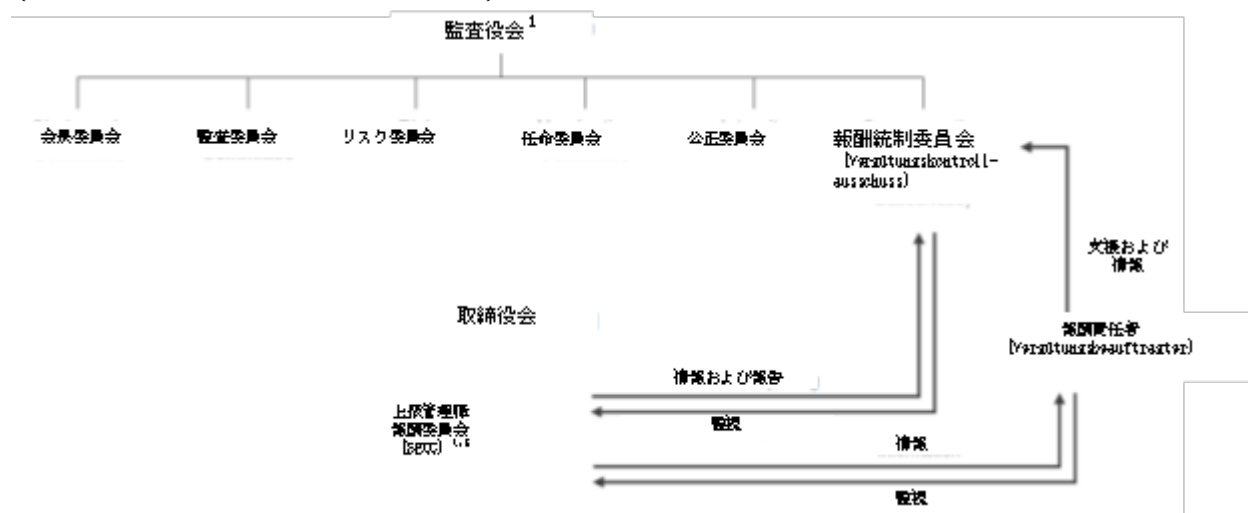 監査役会1
会長委員会
監査委員会
リスク委員会
任命委員会
公正委員会
報酬統制委員会
(Vergütungskontroll-
ausschuss)
支援および
情報
取締役会
報酬責任者
(Vergütungsbeauftragter)
情報および報告
監視
上級管理職
報酬委員会
(SECC)
情報
監視